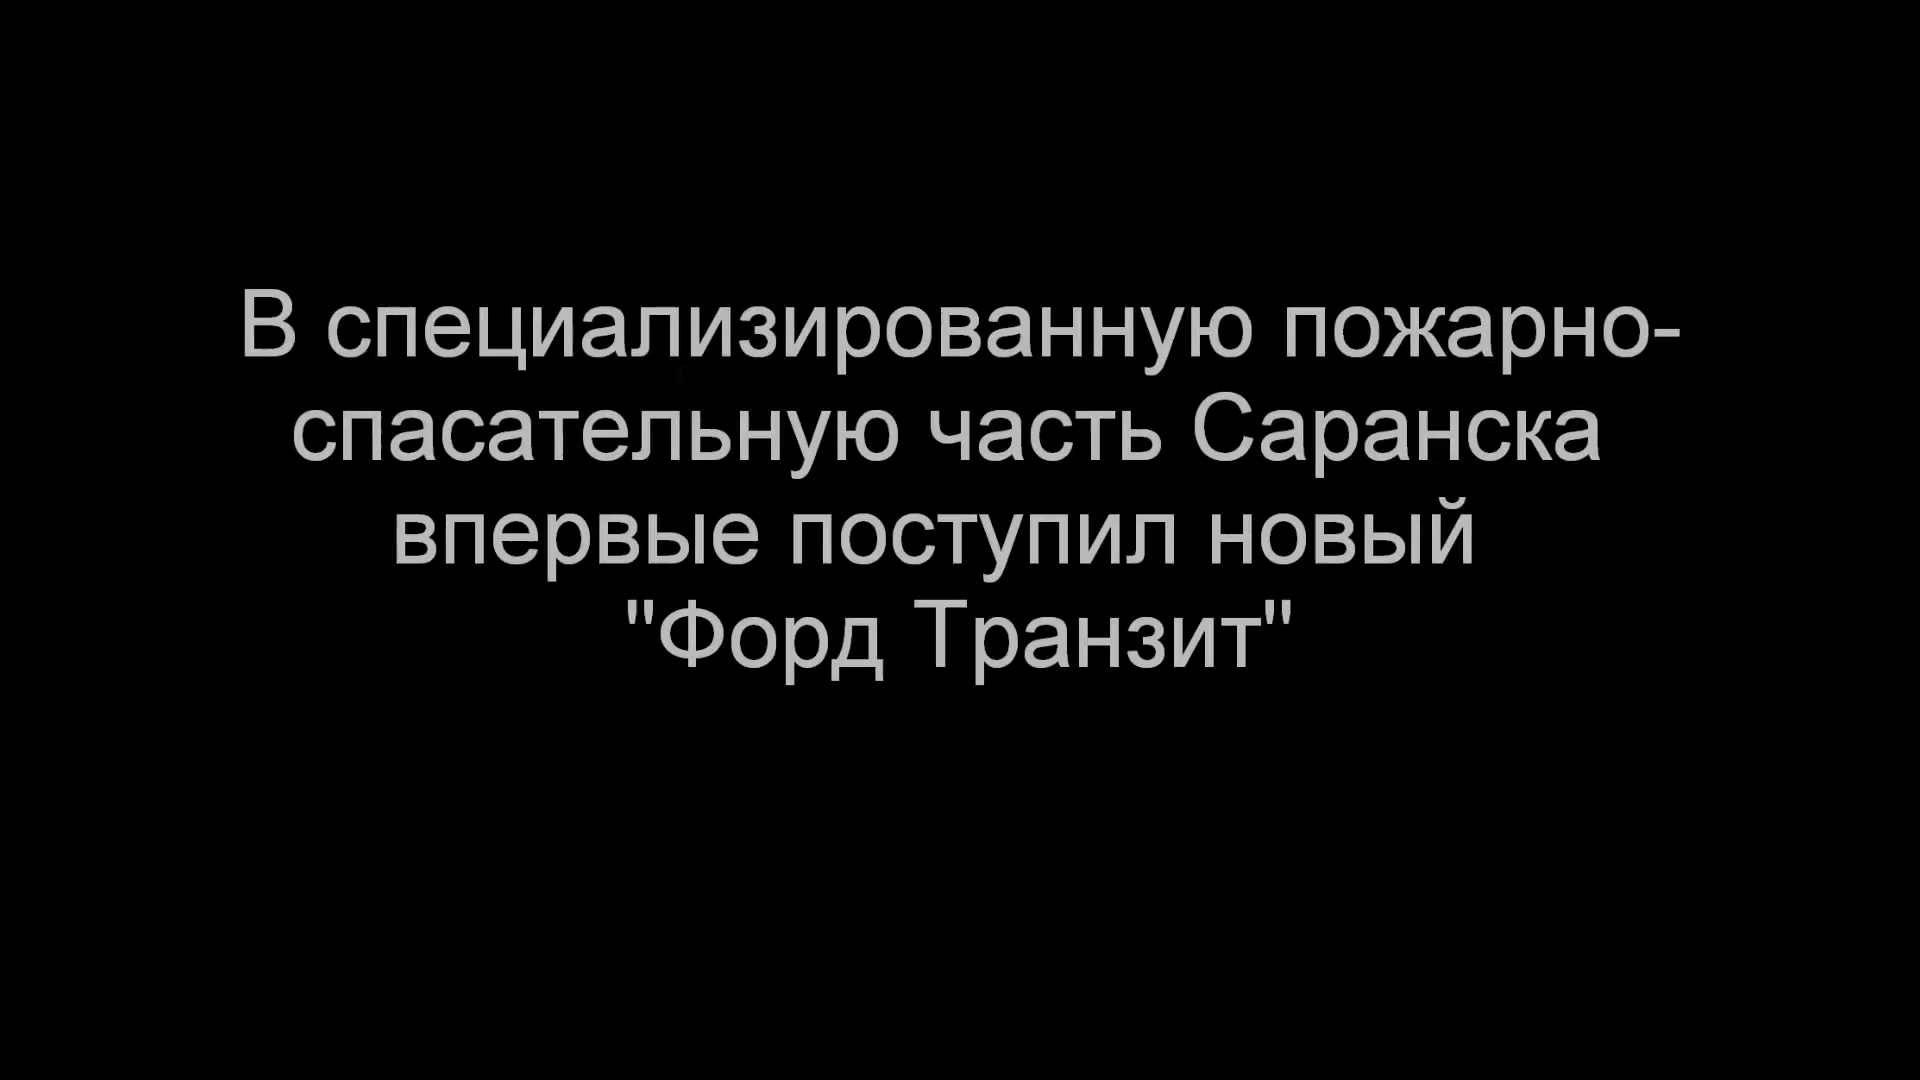 В специализированную пожарно-
спасательную часть Саранска
впервые поступил новый
"Форд Транзит"